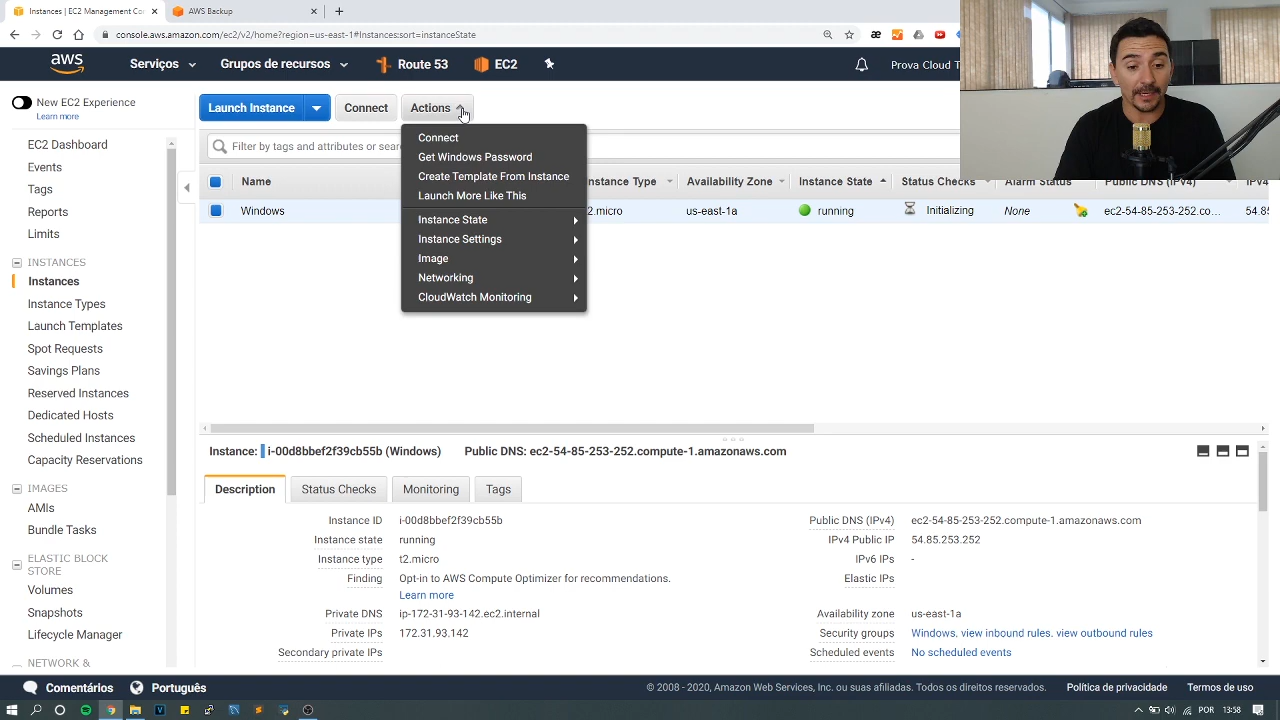 Instances | EC2 Management Co
AWS Backup
console.aws.amazon.com/ec2/v2/home?region=us-east-1#Instances:sort=instanceState
aws
Serviços
Grupos de recursos
Route 53
EC2
Prova Cloud T
New EC2 Experience
Learn more
Launch Instance
Connect
Actions
EC2 Dashboard
Events
Tags
Reports
Limits
INSTANCES
Instances
Instance Types
Launch Templates
Spot Requests
Savings Plans
Reserved Instances
Dedicated Hosts
Scheduled Instances
Capacity Reservations
IMAGES
AMIs
Bundle Tasks
ELASTIC BLOCK
STORE
Volumes
Snapshots
Lifecycle Manager
NETWORK &
Filter by tags and attributes or sear
Connect
Get Windows Password
Create Template From Instance
Launch More Like This
Instance State
Instance Settings
Image
Networking
CloudWatch Monitoring
Name
nstance Type
Availability Zone
Instance State
Status Checks
Alarm Status
Public DNS (IPv4)
IPv4
Windows
2.micro
us-east-1a
running
Initializing
None
ec2-54-85-253-252.co...
54.85
Instance: i-00d8bbef2f39cb55b (Windows)
Public DNS: ec2-54-85-253-252.compute-1.amazonaws.com
Description
Status Checks
Monitoring
Tags
Instance ID i-00d8bbef2f39cb55b
Instance state running
Instance type t2.micro
Finding Opt-in to AWS Compute Optimizer for recommendations.
Learn more
Private DNS ip-172-31-93-142.ec2.internal
Private IPs 172.31.93.142
Secondary private IPs
Public DNS (IPv4) ec2-54-85-253-252.compute-1.amazonaws.com
IPv4 Public IP 54.85.253.252
IPv6 IPs -
Elastic IPs
Availability zone us-east-1a
Security groups Windows. view inbound rules. view outbound rules
Scheduled events No scheduled events
Comentários
Português
© 2008 - 2020, Amazon Web Services, Inc. ou suas afiliadas. Todos os direitos reservados.
Política de privacidade
Termos de uso
POR
13:58